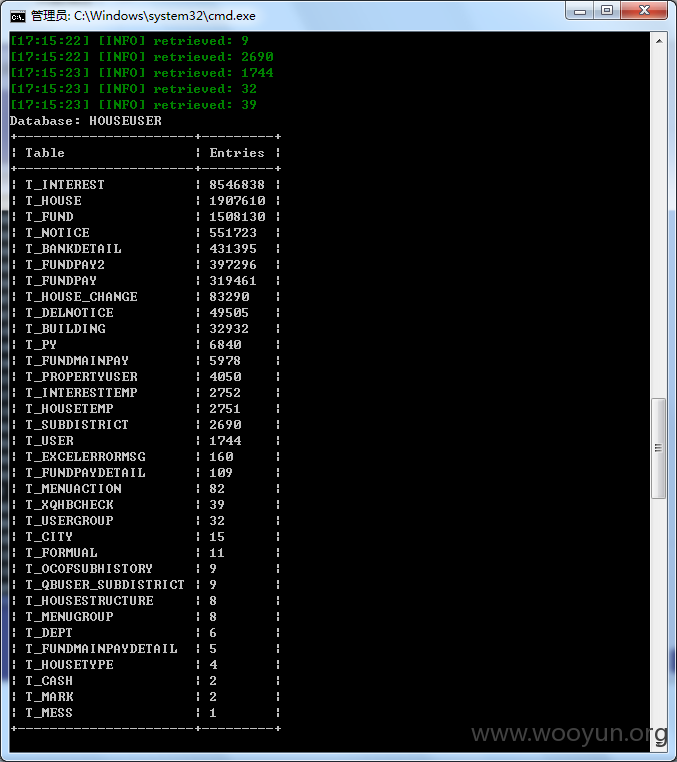 管理员: C:\Windows\system32\cmd.exe
[17:15:22] [INFO] retrieved: 9
[17:15:22] [INFO] retrieved: 2690
[17:15:23] [INFO] retrieved: 1744
[17:15:23] [INFO] retrieved: 32
[17:15:23] [INFO] retrieved: 39
Database: HOUSEUSER
+----------------------+---------+
| Table | Entries |
+----------------------+---------+
| T_INTEREST | 8546838 |
| T_HOUSE | 1907610 |
| T_FUND | 1508130 |
| T_NOTICE | 551723 |
| T_BANKDETAIL | 431395 |
| T_FUNDPAY2 | 397296 |
| T_FUNDPAY | 319461 |
| T_HOUSE_CHANGE | 83290 |
| T_DELNOTICE | 49505 |
| T_BUILDING | 32932 |
| T_PY | 6840 |
| T_FUNDMAINPAY | 5978 |
| T_PROPERTYUSER | 4050 |
| T_INTERESTTEMP | 2752 |
| T_HOUSETEMP | 2751 |
| T_SUBDISTRICT | 2690 |
| T_USER | 1744 |
| T_EXCELERRORMSG | 160 |
| T_FUNDPAYDETAIL | 109 |
| T_MENUACTION | 82 |
| T_XQHBCHECK | 39 |
| T_USERGROUP | 32 |
| T_CITY | 15 |
| T_FORMUAL | 11 |
| T_OCOFSUBHISTORY | 9 |
| T_QBUSER_SUBDISTRICT | 9 |
| T_HOUSESTRUCTURE | 8 |
| T_MENUGROUP | 8 |
| T_DEPT | 6 |
| T_FUNDMAINPAYDETAIL | 5 |
| T_HOUSETYPE | 4 |
| T_CASH | 2 |
| T_MARK | 2 |
| T_MESS | 1 |
+----------------------+---------+
www.wooyun.org